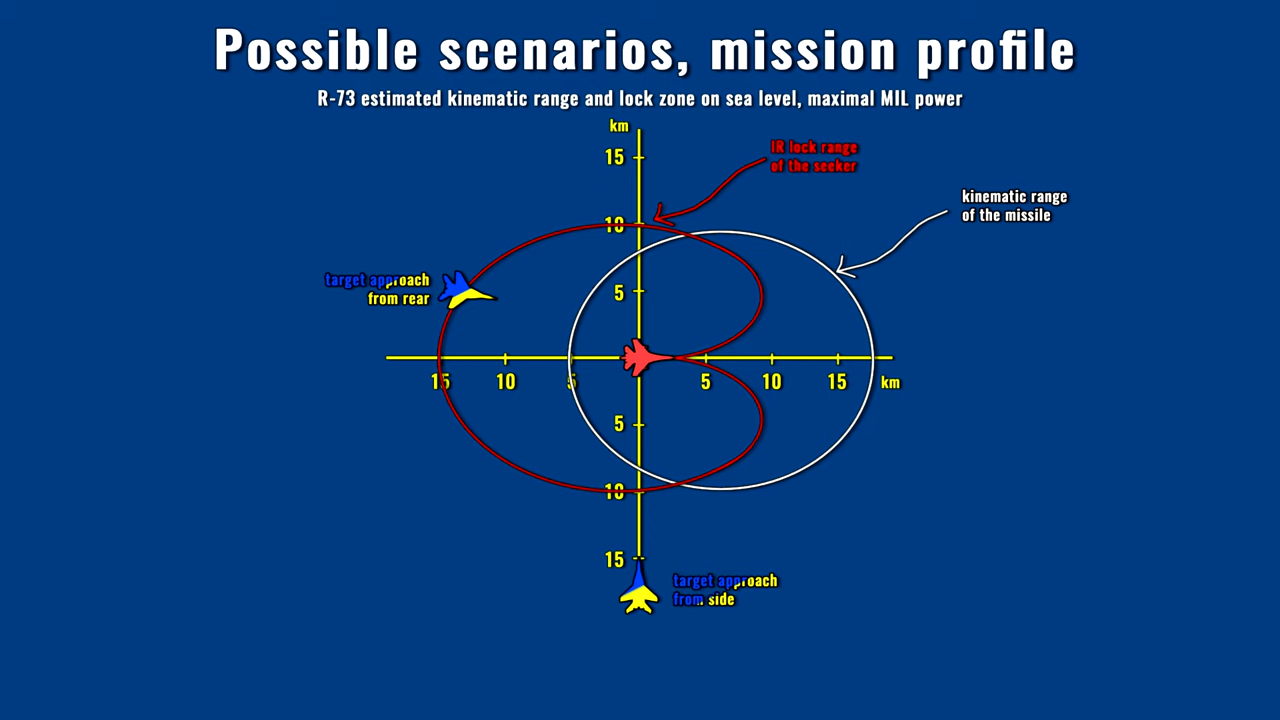 Possible scenarios, mission profile
R-73 estimated kinematic range and lock zone on sea level, maximal MIL power
km
15
IR lock range
of the seeker
kinematic range
of the missile
10
target approach
from rear
5
15
10
5
5
10
15
km
5
10
15
target approach
from side